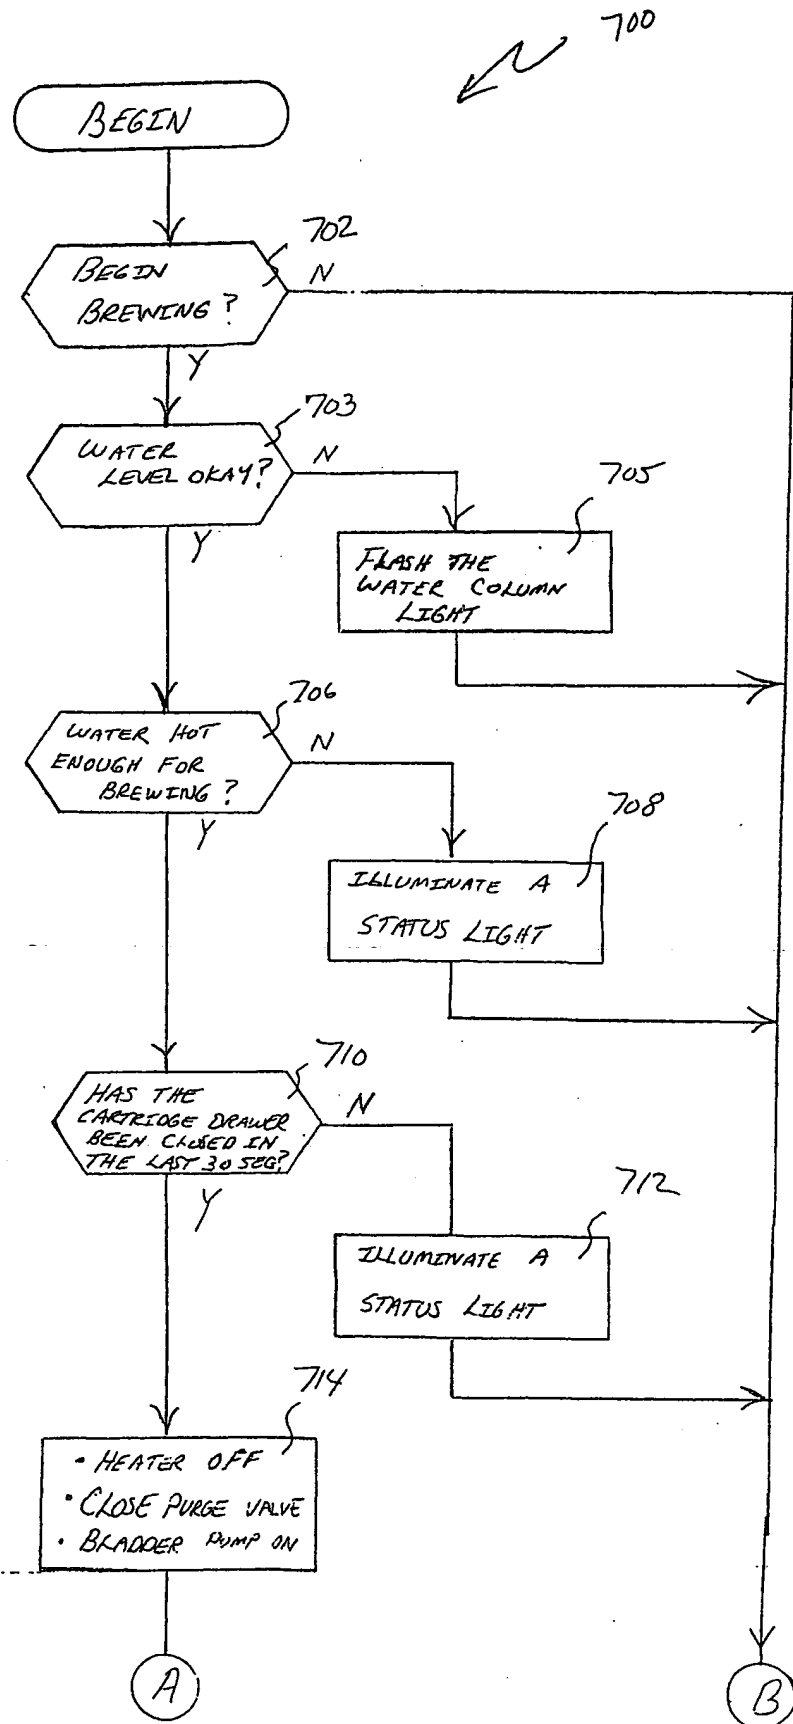 700
BEGIN
702
BEGIN
BREWING?
N
Y
703
WATER
LEVEL OKAY?
N
Y
705
FLASH THE
WATER COLUMN
LIGHT
706
WATER HOT
ENOUGH FOR
BREWING?
N
Y
708
ILLUMINATE A
STATUS LIGHT
710
HAS THE
CARTRIDGE DRAWER
BEEN CLOSED IN
THE LAST 30 SEC?
N
Y
712
ILLUMINATE A
STATUS LIGHT
714
• HEATER OFF
• CLOSE PURGE VALVE
• BLADDER PUMP ON
A
B